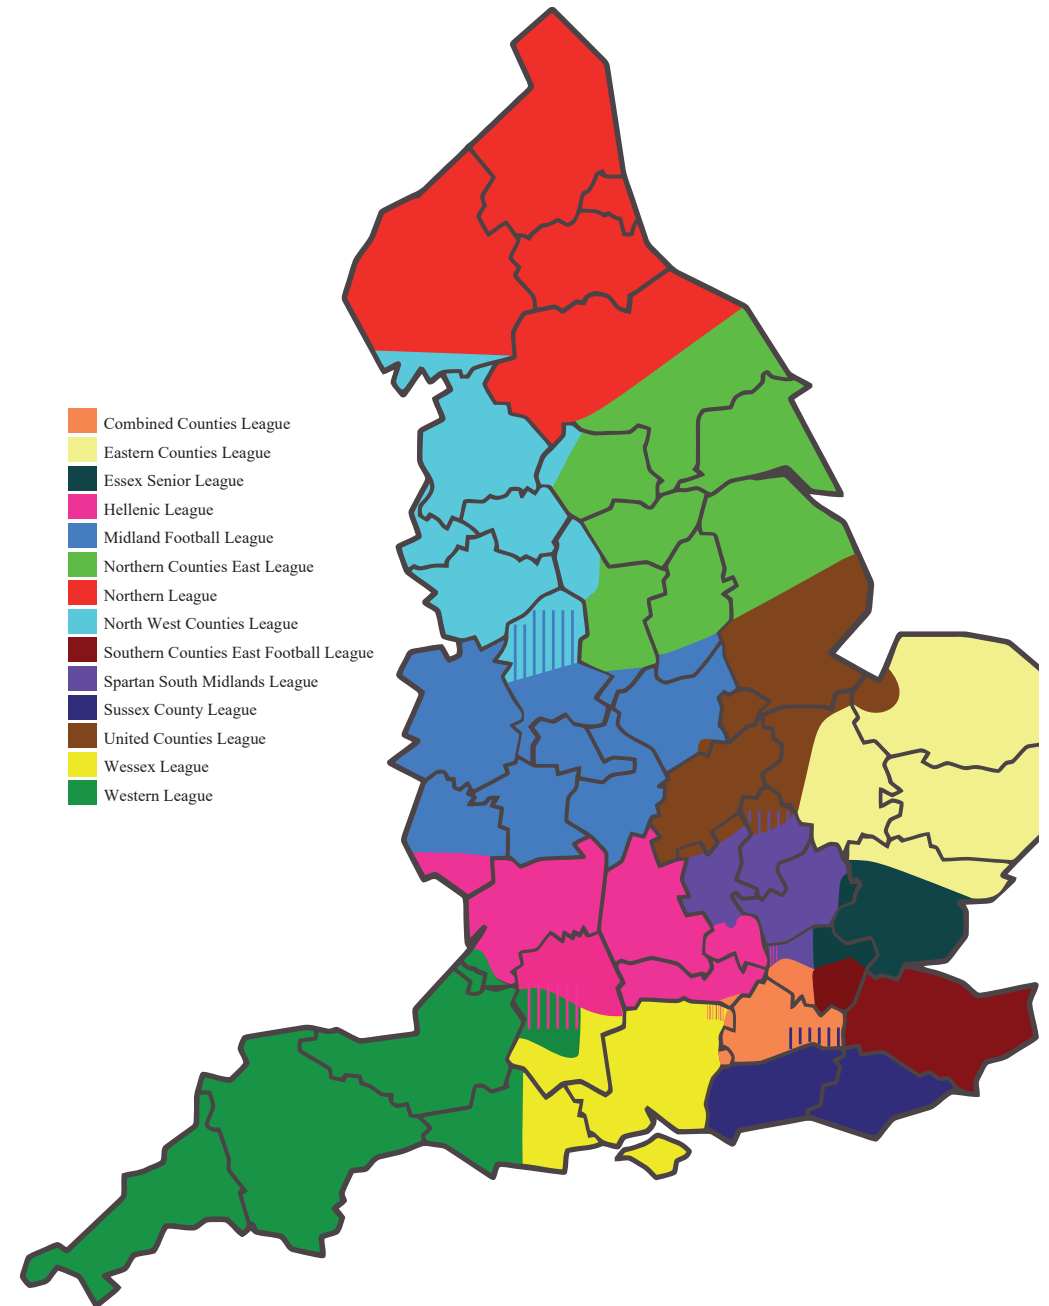 Combined Counties League
Eastern Counties League
Essex Senior League
Hellenic League
Midland Football League
Northern Counties East League
Northern League
North West Counties League
Southern Counties East Football League
Spartan South Midlands League
Sussex County League
United Counties League
Wessex League
Western League